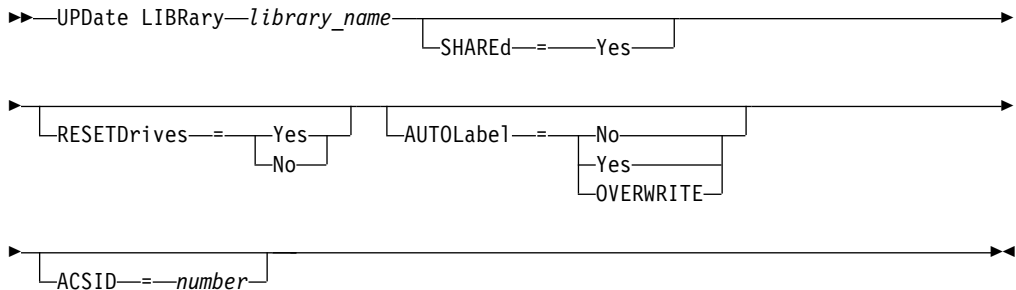 UPDate LIBRary library_name
SHAREd = Yes
RESETDrives = Yes
No
AUTOLabel = No
Yes
OVERWRITE
ACSID = number